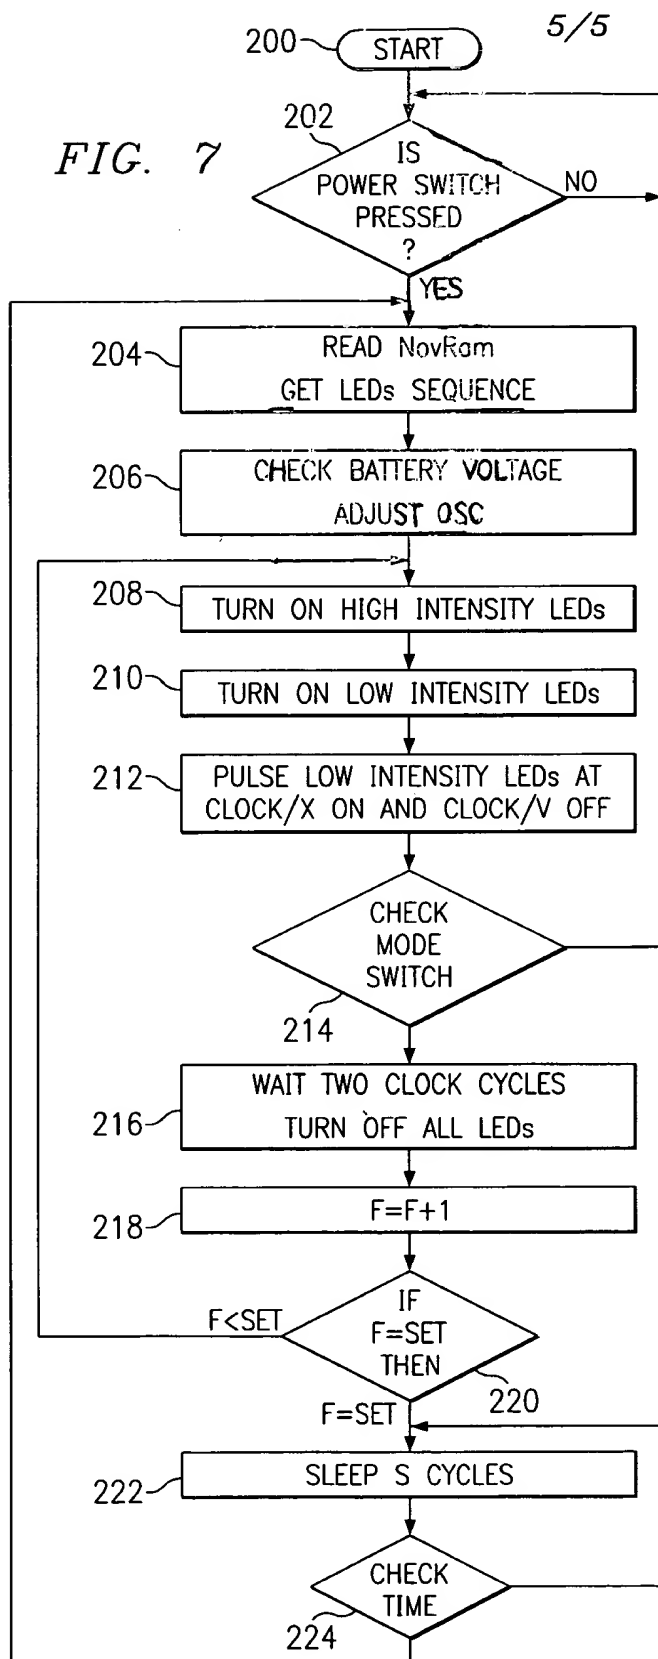 5/5
200
START
FIG. 7
202
IS
POWER SWITCH
PRESSED
?
NO
YES
204
READ NovRam
GET LEDs SEQUENCE
206
CHECK BATTERY VOLTAGE
ADJUST OSC
208
TURN ON HIGH INTENSITY LEDs
210
TURN ON LOW INTENSITY LEDs
212
PULSE LOW INTENSITY LEDs AT
CLOCK/X ON AND CLOCK/V OFF
CHECK
MODE
SWITCH
214
216
WAIT TWO CLOCK CYCLES
TURN OFF ALL LEDs
218
F=F+1
F<SET
IF
F=SET
THEN
220
F=SET
222
SLEEP S CYCLES
CHECK
TIME
224